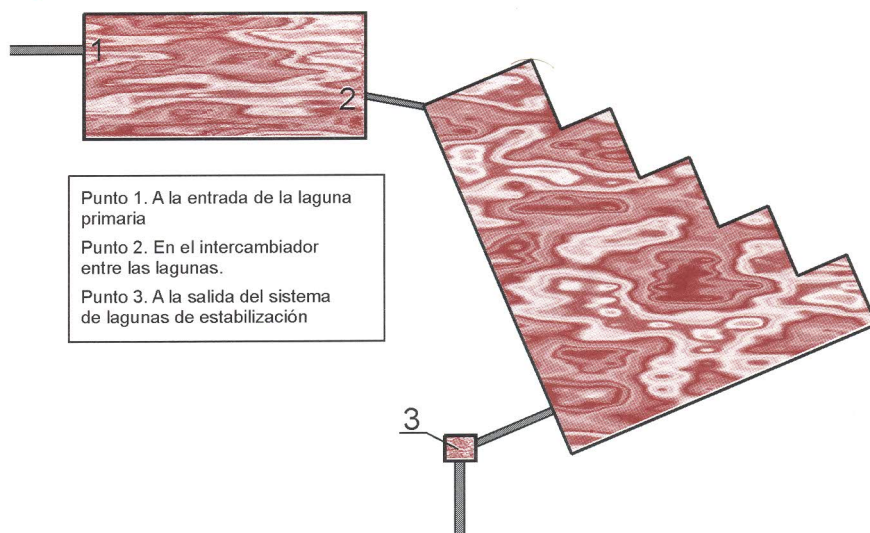 1
2
Punto 1. A la entrada de la laguna
primaria
Punto 2. En el intercambiador
entre las lagunas.
Punto 3. A la salida del sistema
de lagunas de estabilización
3